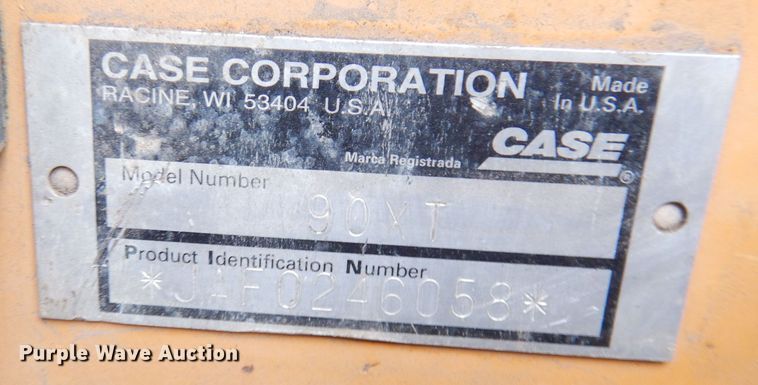 CASE CORPORATION
RACINE, WI 53404 U.S.A.
Made
In U.S.A.
Marca Registrada
CASE
®
Model Number
90XT
Product Identification Number
*JAF0246058*
Purple Wave Auction